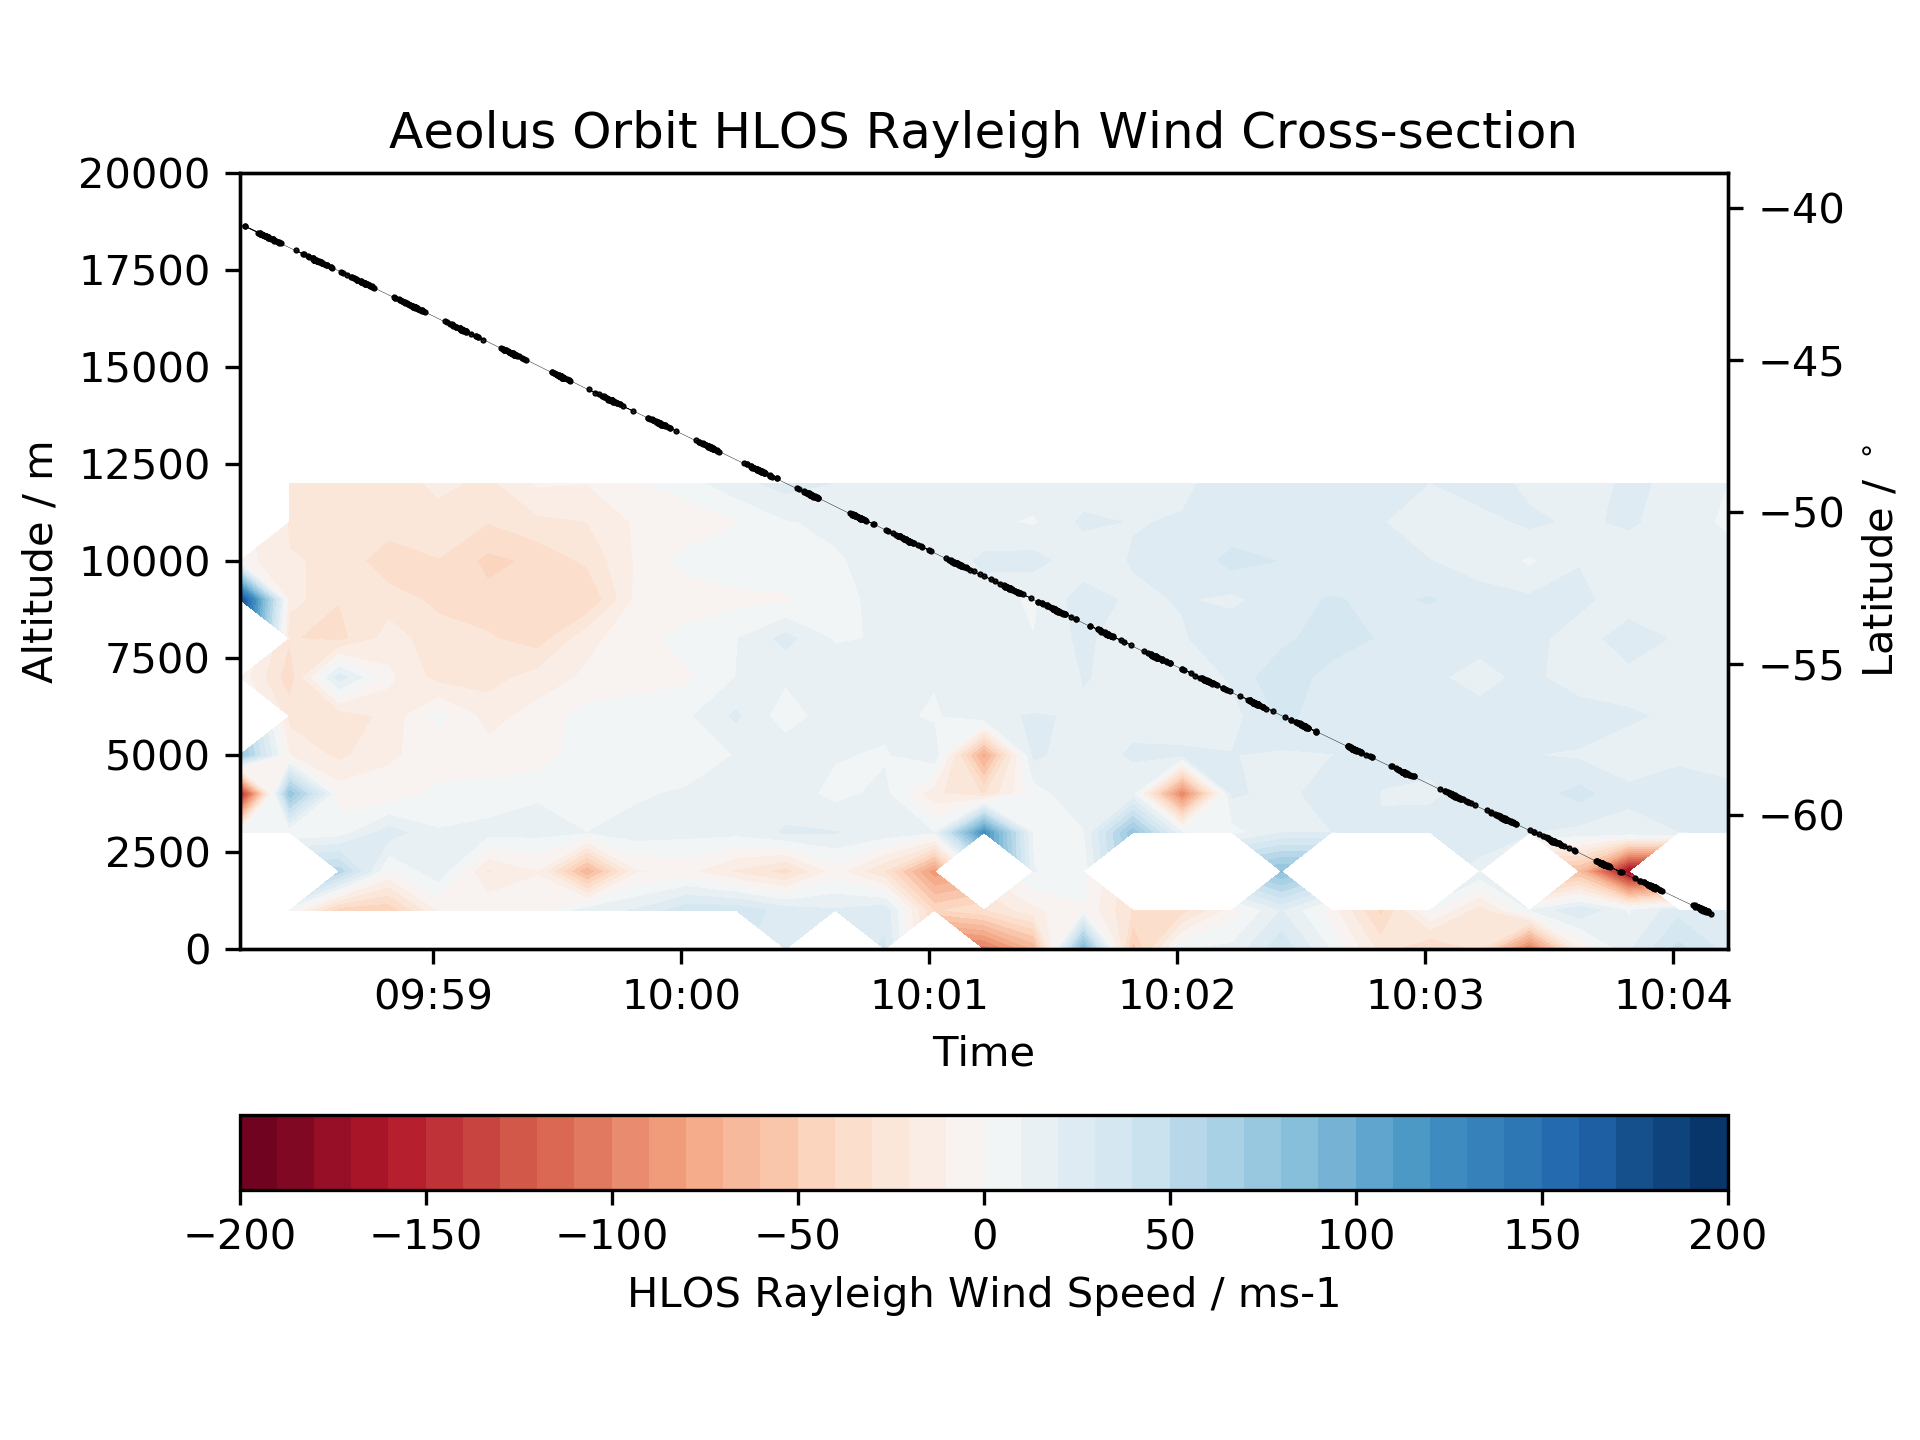 Aeolus Orbit HLOS Rayleigh Wind Cross-section
20000
17500
15000
12500
10000
7500
5000
2500
0
Altitude / m
−40
−45
−50
−55
−60
Latitude / °
09:59 10:00 10:01 10:02 10:03 10:04
Time
−200 −150 −100 −50 0 50 100 150 200
HLOS Rayleigh Wind Speed / ms-1